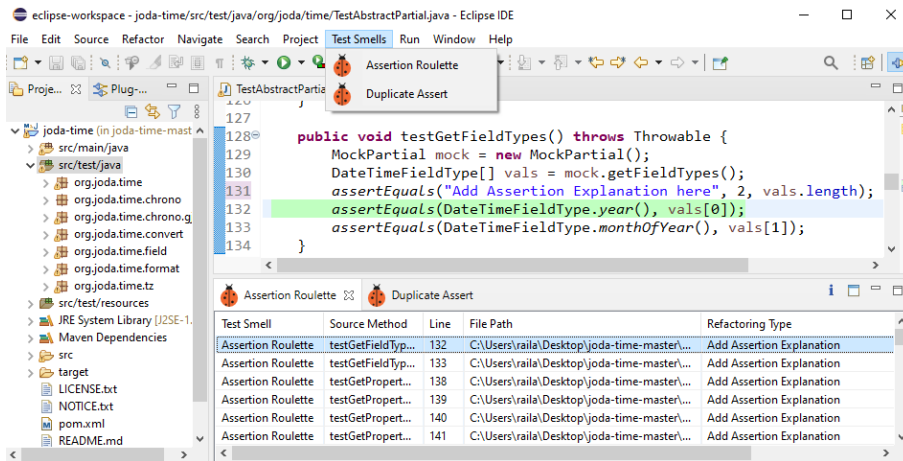 eclipse-workspace - joda-time/src/test/java/org/joda/time/TestAbstractPartial.java - Eclipse IDE
File Edit Source Refactor Navigate Search Project Test Smells Run Window Help
Assertion Roulette
Duplicate Assert
Proje... Plug-...
joda-time (in joda-time-mast
src/main/java
src/test/java
org.joda.time
org.joda.time.chrono
org.joda.time.chrono.g
org.joda.time.convert
org.joda.time.field
org.joda.time.format
org.joda.time.tz
src/test/resources
JRE System Library [J2SE-1.
Maven Dependencies
src
target
LICENSE.txt
NOTICE.txt
pom.xml
README.md
TestAbstractPartia
126 }
127
128 public void testGetFieldTypes() throws Throwable {
129 MockPartial mock = new MockPartial();
130 DateTimeFieldType[] vals = mock.getFieldTypes();
131 assertEquals("Add Assertion Explanation here", 2, vals.length);
132 assertEquals(DateTimeFieldType.year(), vals[0]);
133 assertEquals(DateTimeFieldType.monthOfYear(), vals[1]);
134 }
Assertion Roulette Duplicate Assert
Test Smell Source Method Line File Path Refactoring Type
Assertion Roulette testGetFieldTyp... 132 C:\Users\raila\Desktop\joda-time-master\... Add Assertion Explanation
Assertion Roulette testGetFieldTyp... 133 C:\Users\raila\Desktop\joda-time-master\... Add Assertion Explanation
Assertion Roulette testGetPropert... 138 C:\Users\raila\Desktop\joda-time-master\... Add Assertion Explanation
Assertion Roulette testGetPropert... 139 C:\Users\raila\Desktop\joda-time-master\... Add Assertion Explanation
Assertion Roulette testGetPropert... 140 C:\Users\raila\Desktop\joda-time-master\... Add Assertion Explanation
Assertion Roulette testGetPropert... 141 C:\Users\raila\Desktop\joda-time-master\... Add Assertion Explanation